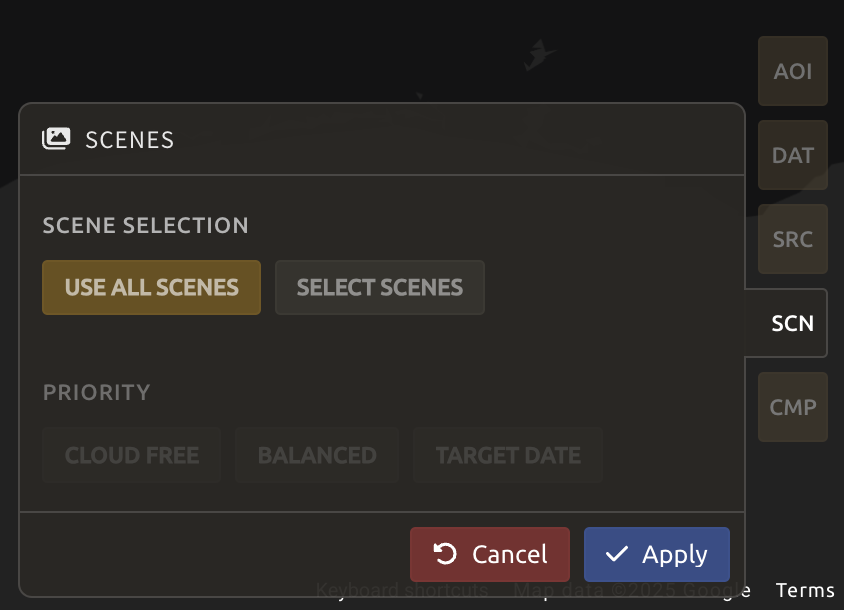 AOI
SCENES
DAT
SCENE SELECTION
SRC
USE ALL SCENES SELECT SCENES
SCN
PRIORITY
CMP
CLOUD FREE BALANCED TARGET DATE
Cancel Apply
Keyboard shortcuts Map data ©2025 Google Terms